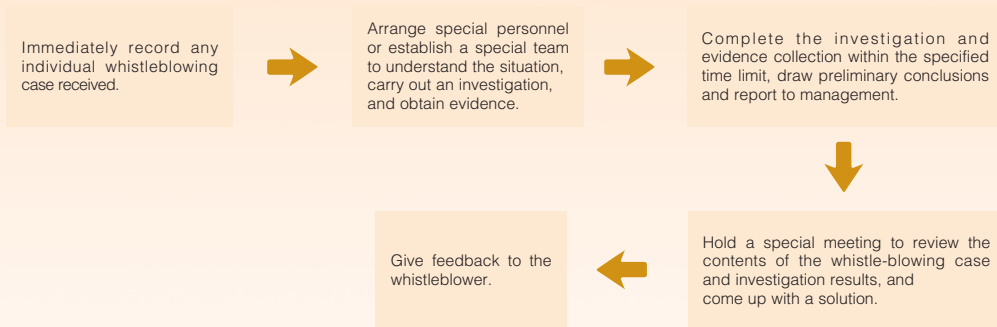 Immediately record any
individual whistleblowing
case received.
Arrange special personnel
or establish a special team
to understand the situation,
carry out an investigation,
and obtain evidence.
Complete the investigation and
evidence collection within the specified
time limit, draw preliminary conclusions
and report to management.
Hold a special meeting to review the
contents of the whistle-blowing case
and investigation results, and
come up with a solution.
Give feedback to the
whistleblower.